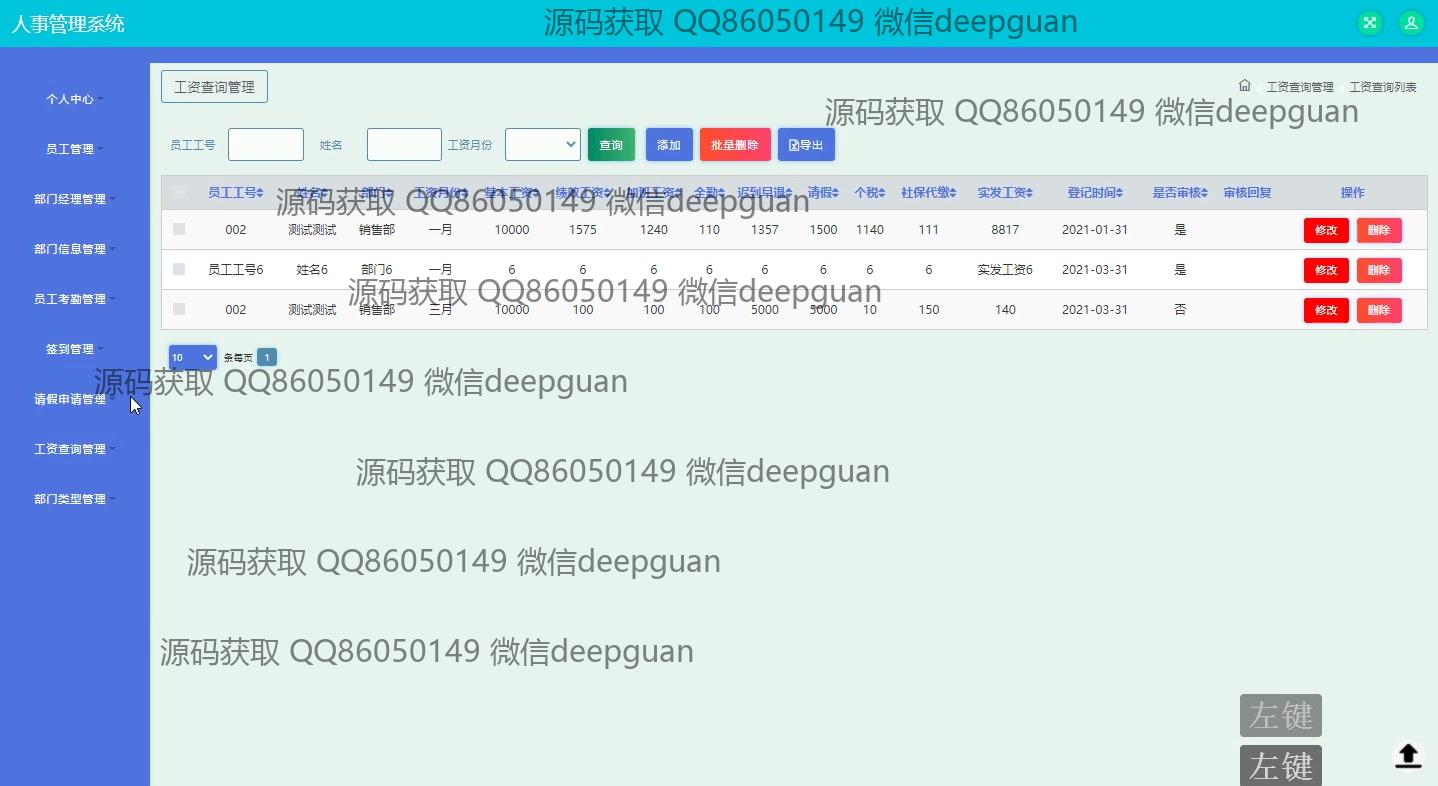 人事管理系统
源码获取 QQ86050149 微信deepguan
个人中心
员工管理
部门经理管理
部门信息管理
员工考勤管理
签到管理
请假申请管理
工资查询管理
部门类型管理
工资查询管理
工资查询管理 工资查询列表
源码获取 QQ86050149 微信deepguan
员工工号 姓名 工资月份 查询 添加 批量删除 导出
员工工号 姓名 部门 工资月份 基本工资 绩效工资 加班工资 全勤 迟到早退 请假 个税 社保代缴 实发工资 登记时间 是否审核 审核回复 操作
源码获取 QQ86050149 微信deepguan
002 测试测试 销售部 一月 10000 1575 1240 110 1357 1500 1140 111 8817 2021-01-31 是 修改 删除
员工工号6 姓名6 部门6 一月 6 6 6 6 6 6 6 6 实发工资6 2021-03-31 是 修改 删除
源码获取 QQ86050149 微信deepguan
002 测试测试 销售部 三月 10000 100 100 100 5000 5000 10 150 140 2021-03-31 否 修改 删除
10 条每页 1
源码获取 QQ86050149 微信deepguan
源码获取 QQ86050149 微信deepguan
源码获取 QQ86050149 微信deepguan
源码获取 QQ86050149 微信deepguan
左键
左键